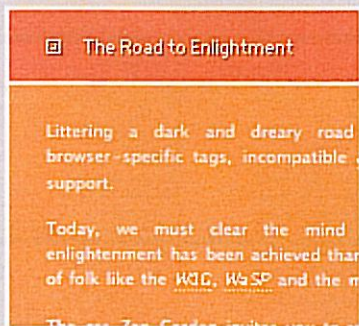 The Road to Enlightment
Littering a dark and dreary road
browser-specific tags, incompatible
support.
Today, we must clear the mind
enlightenment has been achieved
of folk like the W3C, WaSP and the